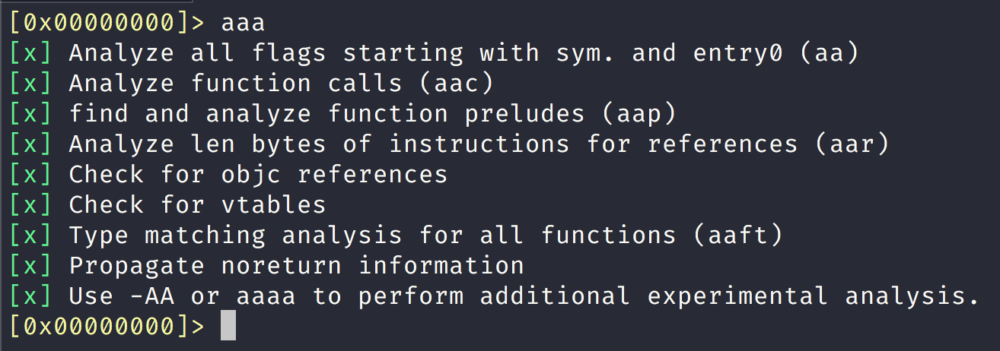 [0x00000000]> aaa
[x] Analyze all flags starting with sym. and entry0 (aa)
[x] Analyze function calls (aac)
[x] find and analyze function preludes (aap)
[x] Analyze len bytes of instructions for references (aar)
[x] Check for objc references
[x] Check for vtables
[x] Type matching analysis for all functions (aaft)
[x] Propagate noreturn information
[x] Use -AA or aaaa to perform additional experimental analysis.
[0x00000000]>